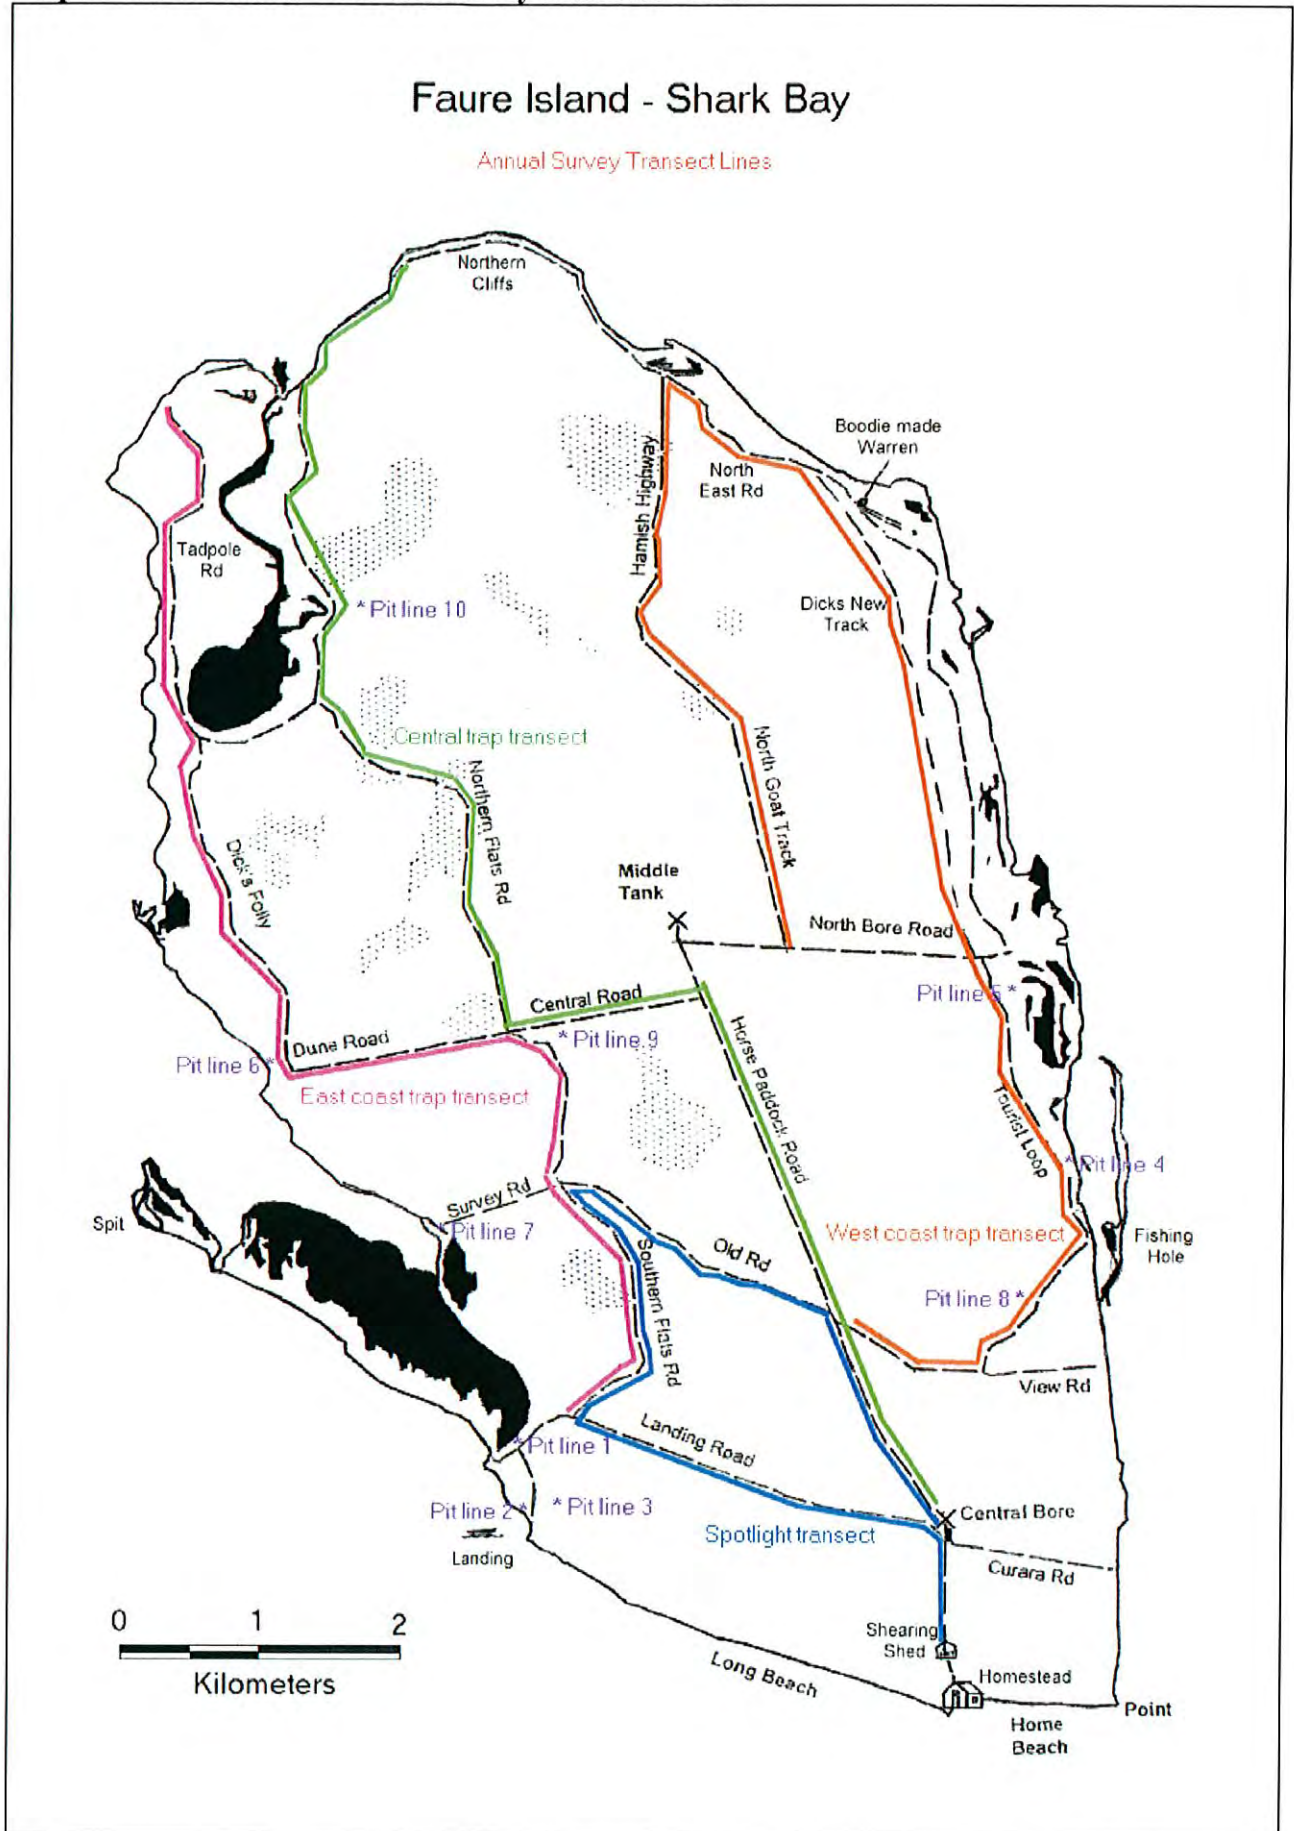 Faure Island - Shark Bay
Annual Survey Transect Lines
Northern
Cliffs
Boodie made
Warren
North
East Rd
Hamish Highway
Tadpole
Rd
Dicks New
Track
* Pit line 10
Central trap transect
Northern Flats Rd
North Goat Track
Dick's Folly
Middle
Tank
North Bore Road
Pit line 5 *
Central Road
Dune Road
* Pit line 9
Horse Paddock Road
Pit line 6 *
East coast trap transect
Tourist Loop
* Pit line 4
Survey Rd
Spit
* Pit line 7
West coast trap transect
Fishing
Hole
Old Rd
Southern Flats Rd
Pit line 8 *
View Rd
Landing Road
* Pit line 1
Pit line 2 *
* Pit line 3
Central Bore
Spotlight transect
Landing
Curara Rd
0 1 2
Kilometers
Shearing
Shed
Long Beach
Homestead
Point
Home
Beach